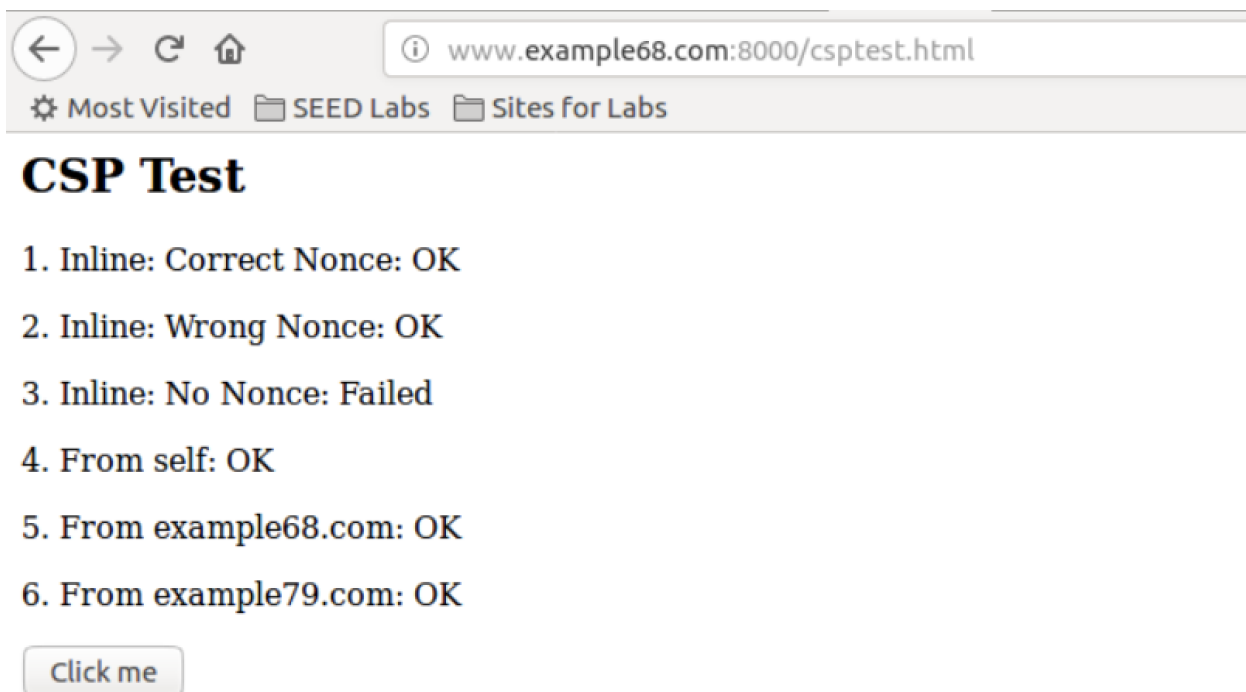 www.example68.com:8000/csptest.html
Most Visited SEED Labs Sites for Labs
CSP Test
1. Inline: Correct Nonce: OK
2. Inline: Wrong Nonce: OK
3. Inline: No Nonce: Failed
4. From self: OK
5. From example68.com: OK
6. From example79.com: OK
Click me